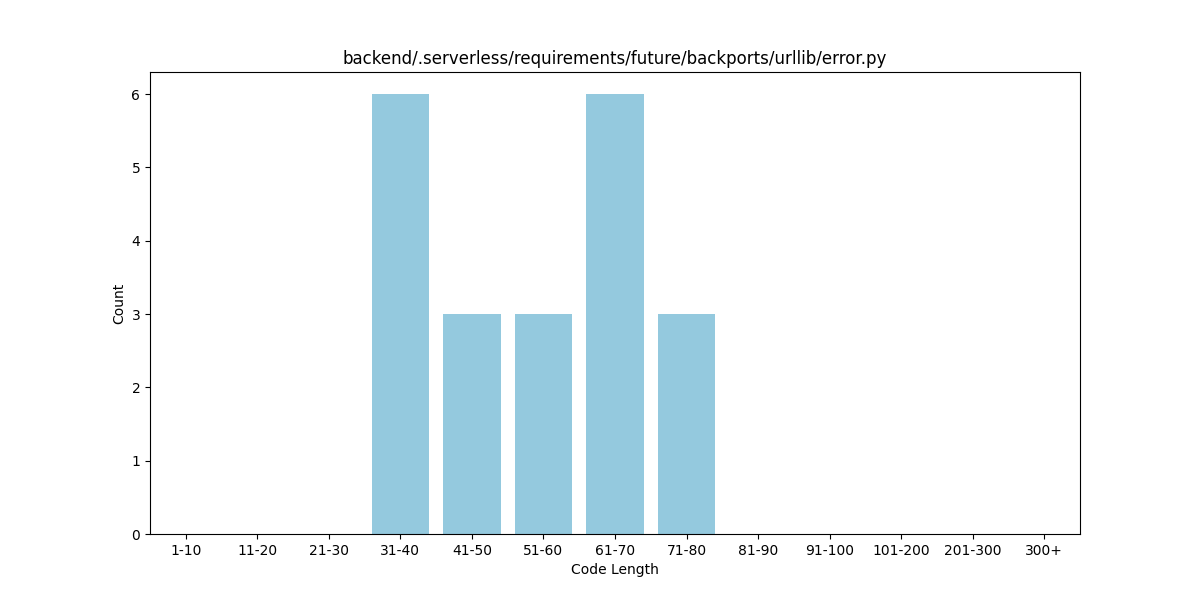 backend/.serverless/requirements/future/backports/urllib/error.py
6
5
4
3
2
1
0
Count
1-10 11-20 21-30 31-40 41-50 51-60 61-70 71-80 81-90 91-100 101-200 201-300 300+
Code Length